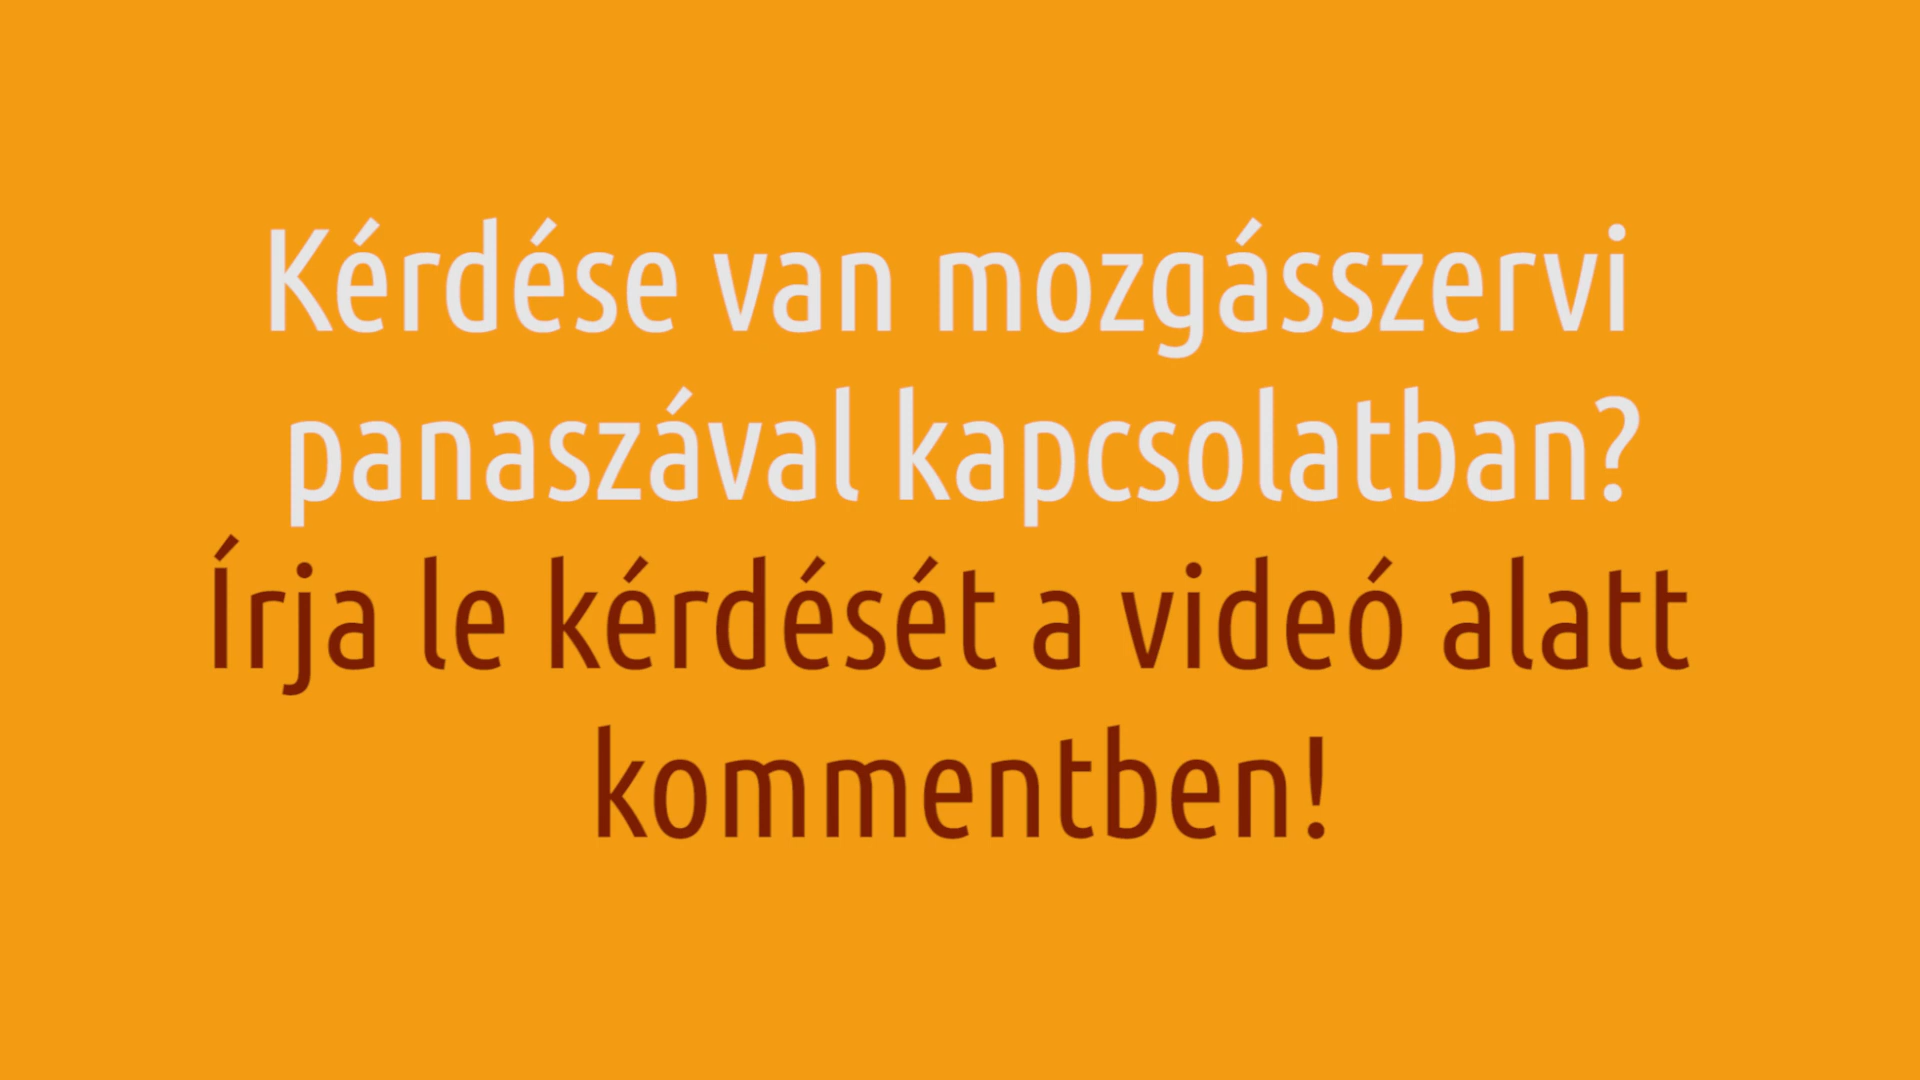 Kérdése van mozgásszervi
panaszával kapcsolatban?
Írja le kérdését a videó alatt
kommentben!